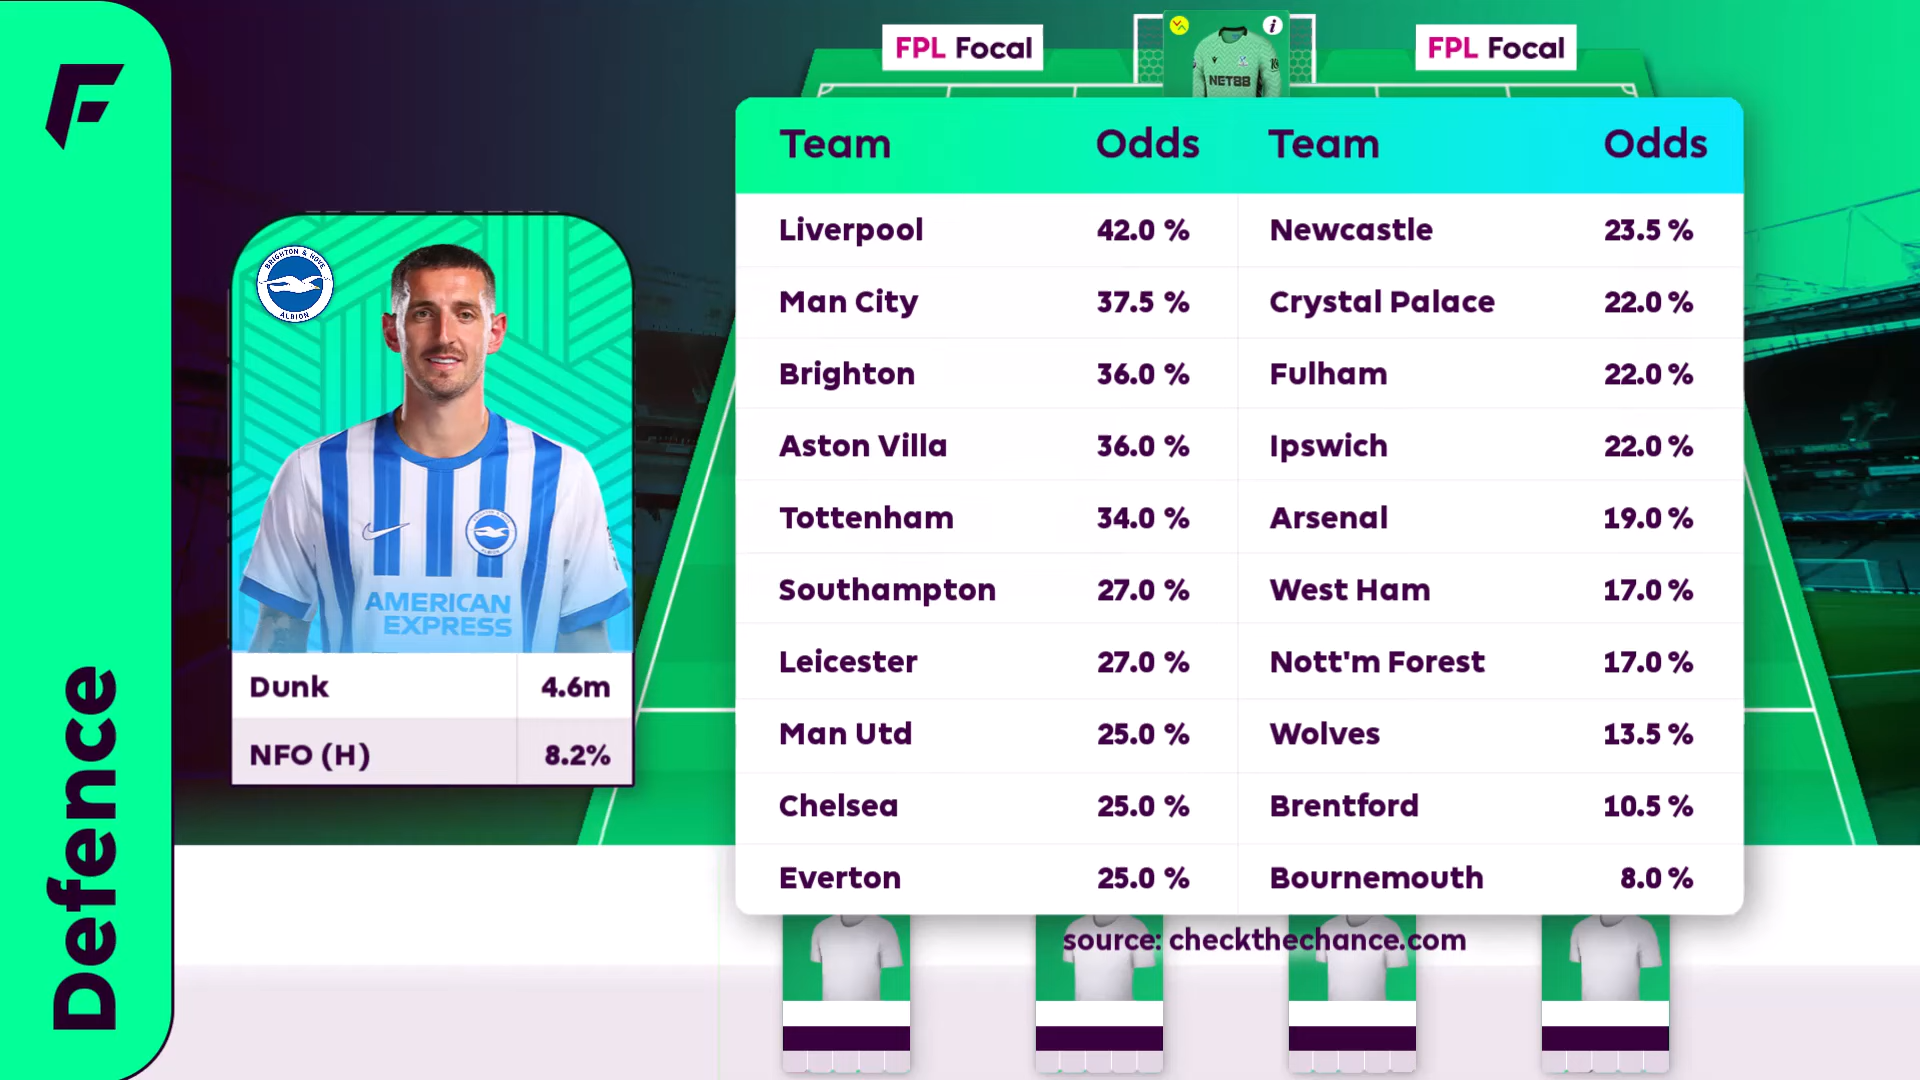 FPL Focal
FPL Focal
NET88
Defence
BRIGHTON & HOVE
ALBION
AMERICAN
EXPRESS
Dunk 4.6m
NFO (H) 8.2%
Team Odds Team Odds
Liverpool 42.0 % Newcastle 23.5 %
Man City 37.5 % Crystal Palace 22.0 %
Brighton 36.0 % Fulham 22.0 %
Aston Villa 36.0 % Ipswich 22.0 %
Tottenham 34.0 % Arsenal 19.0 %
Southampton 27.0 % West Ham 17.0 %
Leicester 27.0 % Nott'm Forest 17.0 %
Man Utd 25.0 % Wolves 13.5 %
Chelsea 25.0 % Brentford 10.5 %
Everton 25.0 % Bournemouth 8.0 %
source: checkthechance.com